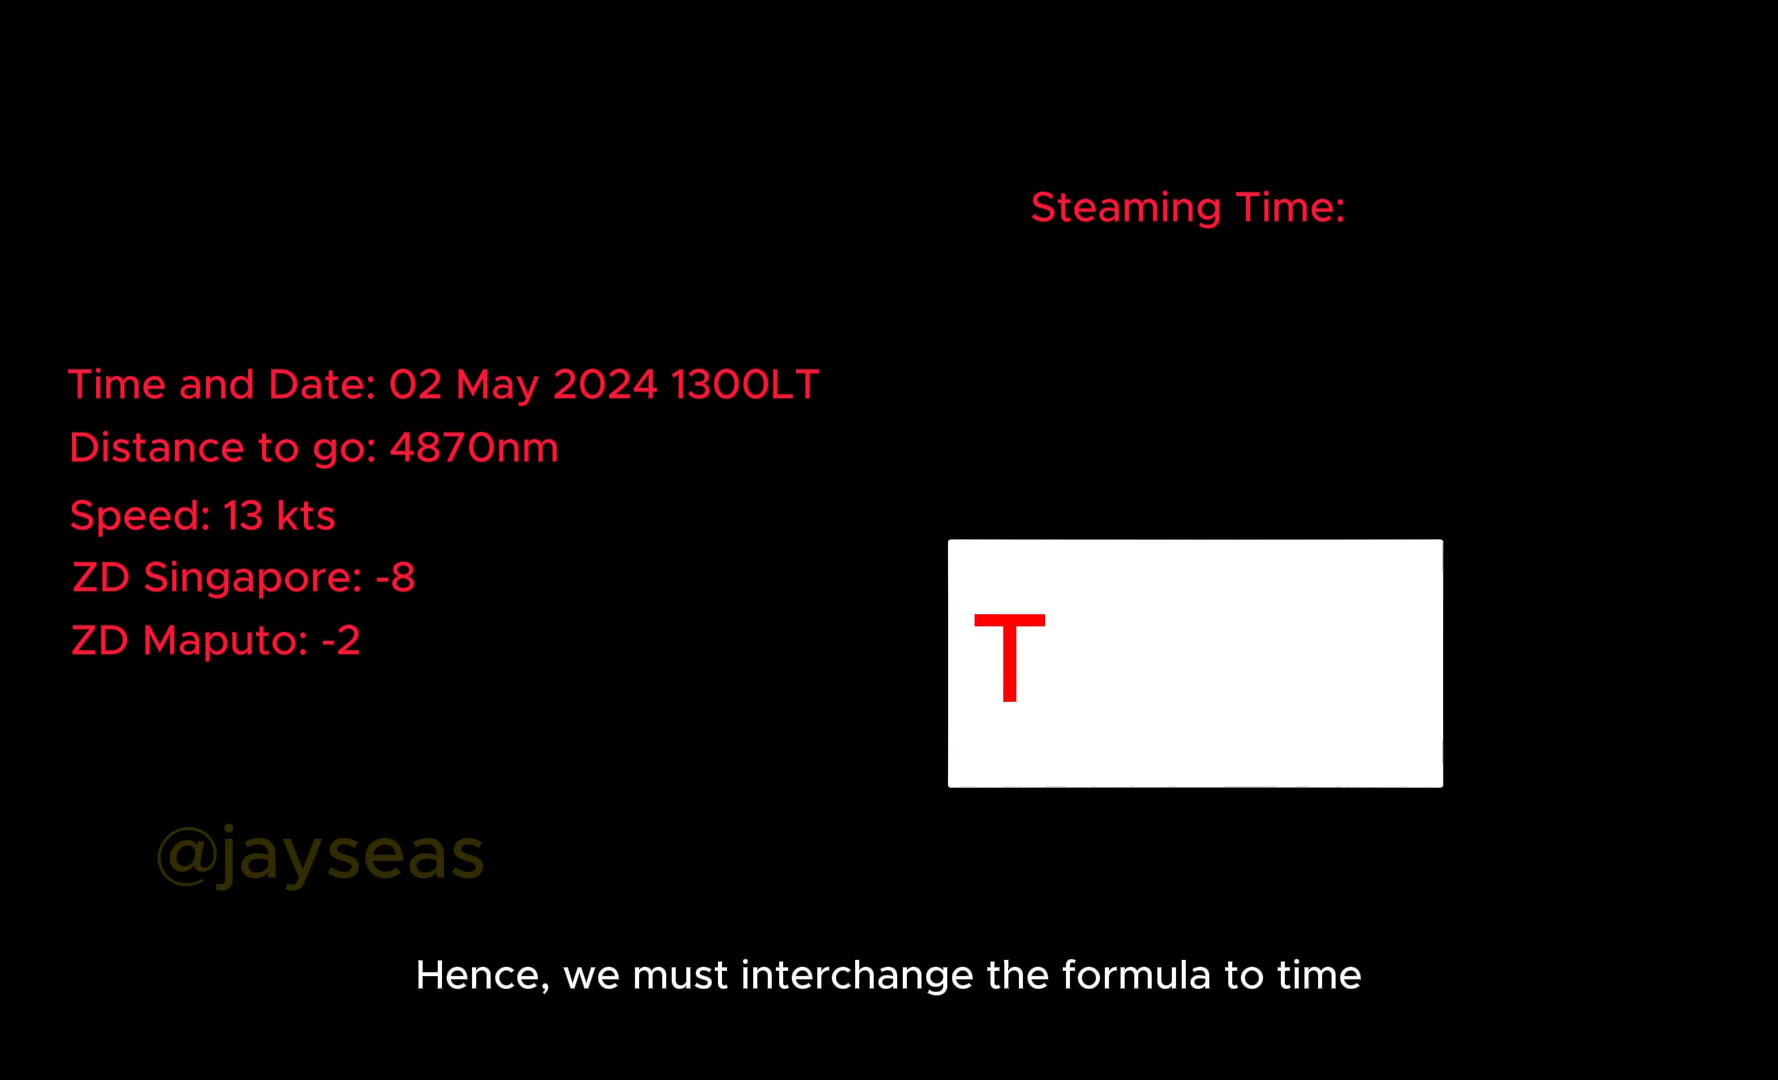 Steaming Time:
Time and Date: 02 May 2024 1300LT
Distance to go: 4870nm
Speed: 13 kts
ZD Singapore: -8
ZD Maputo: -2
T
@jayseas
Hence, we must interchange the formula to time